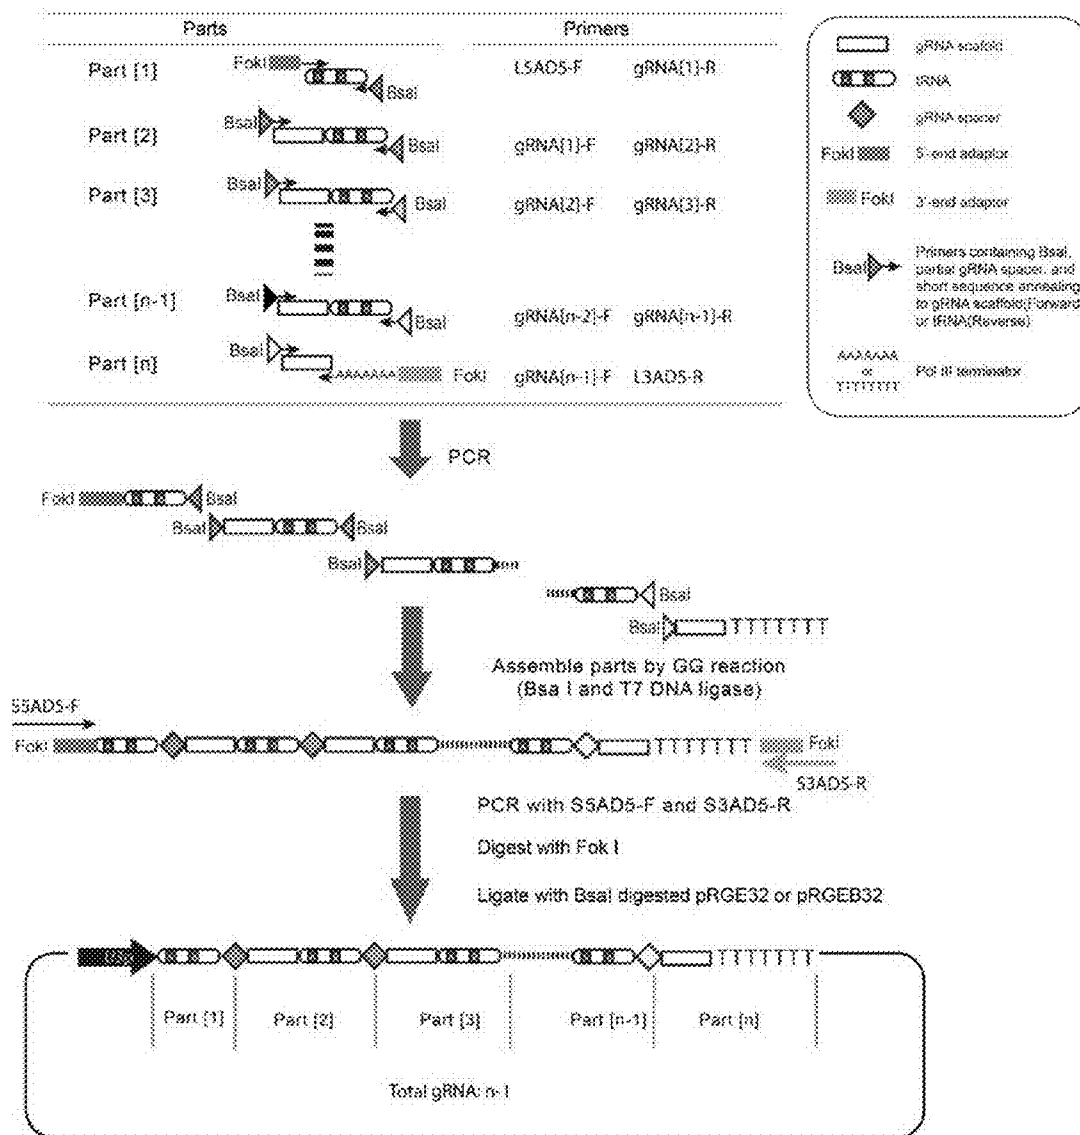 Parts Primers
Part [1] FokI BsaI L5AD5-F gRNA[1]-R
Part [2] BsaI BsaI gRNA[1]-F gRNA[2]-R
Part [3] BsaI BsaI gRNA[2]-F gRNA[3]-R
Part [n-1] BsaI BsaI gRNA[n-2]-F gRNA[n-1]-R
Part [n] BsaI AAAAAAA FokI gRNA[n-1]-F L3AD5-R
gRNA scaffold
tRNA
gRNA spacer
FokI 5'-end adaptor
FokI 3'-end adaptor
BsaI Primers containing BsaI,
partial gRNA spacer, and
short sequence annealing
to gRNA scaffold(Forward)
or tRNA(Reverse)
AAAAAAA
or
TTTTTTTT
Pol III terminator
PCR
FokI BsaI
BsaI BsaI
BsaI
BsaI
BsaI TTTTTTT
Assemble parts by GG reaction
(Bsa I and T7 DNA ligase)
S5AD5-F
FokI TTTTTTT FokI
S3AD5-R
PCR with S5AD5-F and S3AD5-R
Digest with Fok I
Ligate with BsaI digested pRGE32 or pRGEB32
TTTTTTT
Part [1] Part [2] Part [3] Part [n-1] Part [n]
Total gRNA: n-1